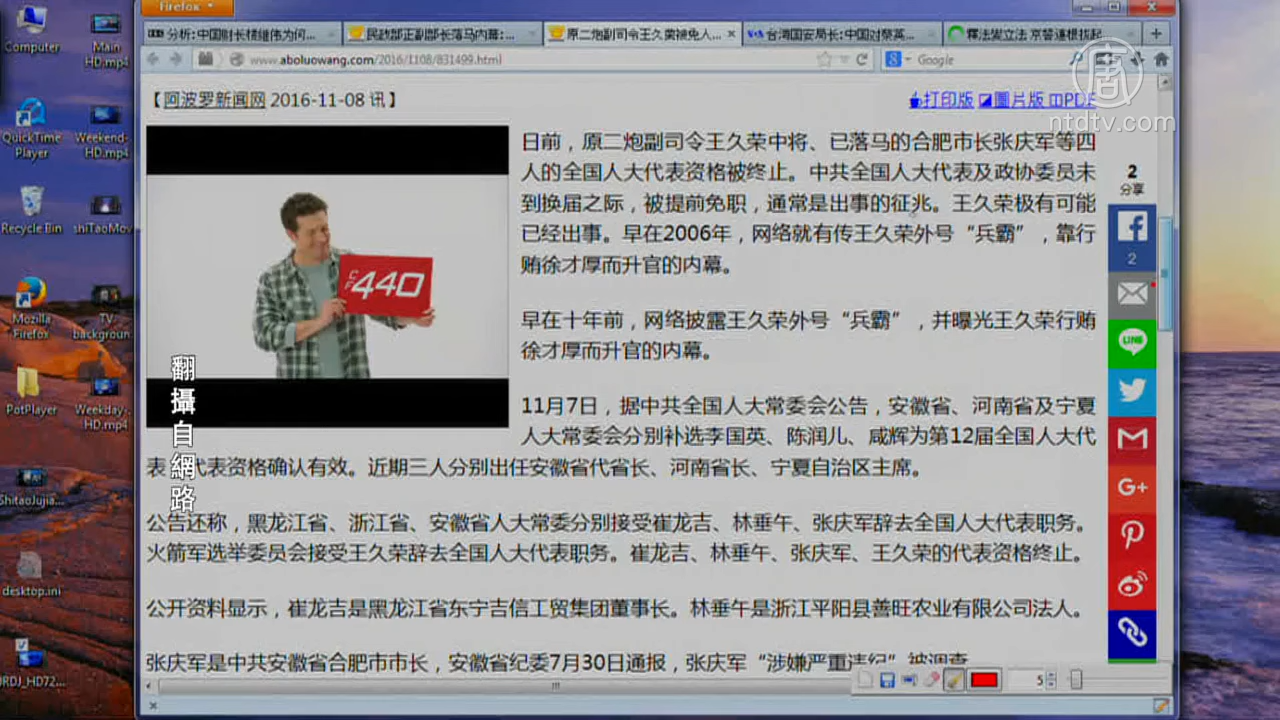 Firefox
分析:中国财长楼继伟为何...
民政部正副部长落马内幕:...
原二炮副司令王久荣被免人...
台湾国安局长:中国对蔡英...
釋法當立法 京普連根拔起...
www.aboluowang.com/2016/1108/831499.html
Google
唐
ntdtv.com
【阿波罗新闻网 2016-11-08 讯】
打印版 圖片版 PDF
日前，原二炮副司令王久荣中将、已落马的合肥市长张庆军等四
人的全国人大代表资格被终止。中共全国人大代表及政协委员未
到换届之际，被提前免职，通常是出事的征兆。王久荣极有可能
已经出事。早在2006年，网络就有传王久荣外号“兵霸”，靠行
贿徐才厚而升官的内幕。
CF440
早在十年前，网络披露王久荣外号“兵霸”，并曝光王久荣行贿
徐才厚而升官的内幕。
11月7日，据中共全国人大常委会公告，安徽省、河南省及宁夏
人大常委会分别补选李国英、陈润儿、咸辉为第12届全国人大代
表 代表资格确认有效。近期三人分别出任安徽省代省长、河南省长、宁夏自治区主席。
公告还称，黑龙江省、浙江省、安徽省人大常委分别接受崔龙吉、林垂午、张庆军辞去全国人大代表职务。
火箭军选举委员会接受王久荣辞去全国人大代表职务。崔龙吉、林垂午、张庆军、王久荣的代表资格终止。
公开资料显示，崔龙吉是黑龙江省东宁吉信工贸集团董事长。林垂午是浙江平阳县善旺农业有限公司法人。
张庆军是中共安徽省合肥市市长，安徽省纪委7月30日通报，张庆军“涉嫌严重违纪”被调查
翻攝自網路
2
分享
2
LINE
G+
5
Computer
Main HD.mp4
QuickTime Player
Weekend-HD.mp4
Recycle Bin
shiTaoMov
Mozilla Firefox
TV backgroun
PotPlayer
Weekday-.HD.mp4
ShitaoJujia...
desktop.ini
JRDJ_HD72...